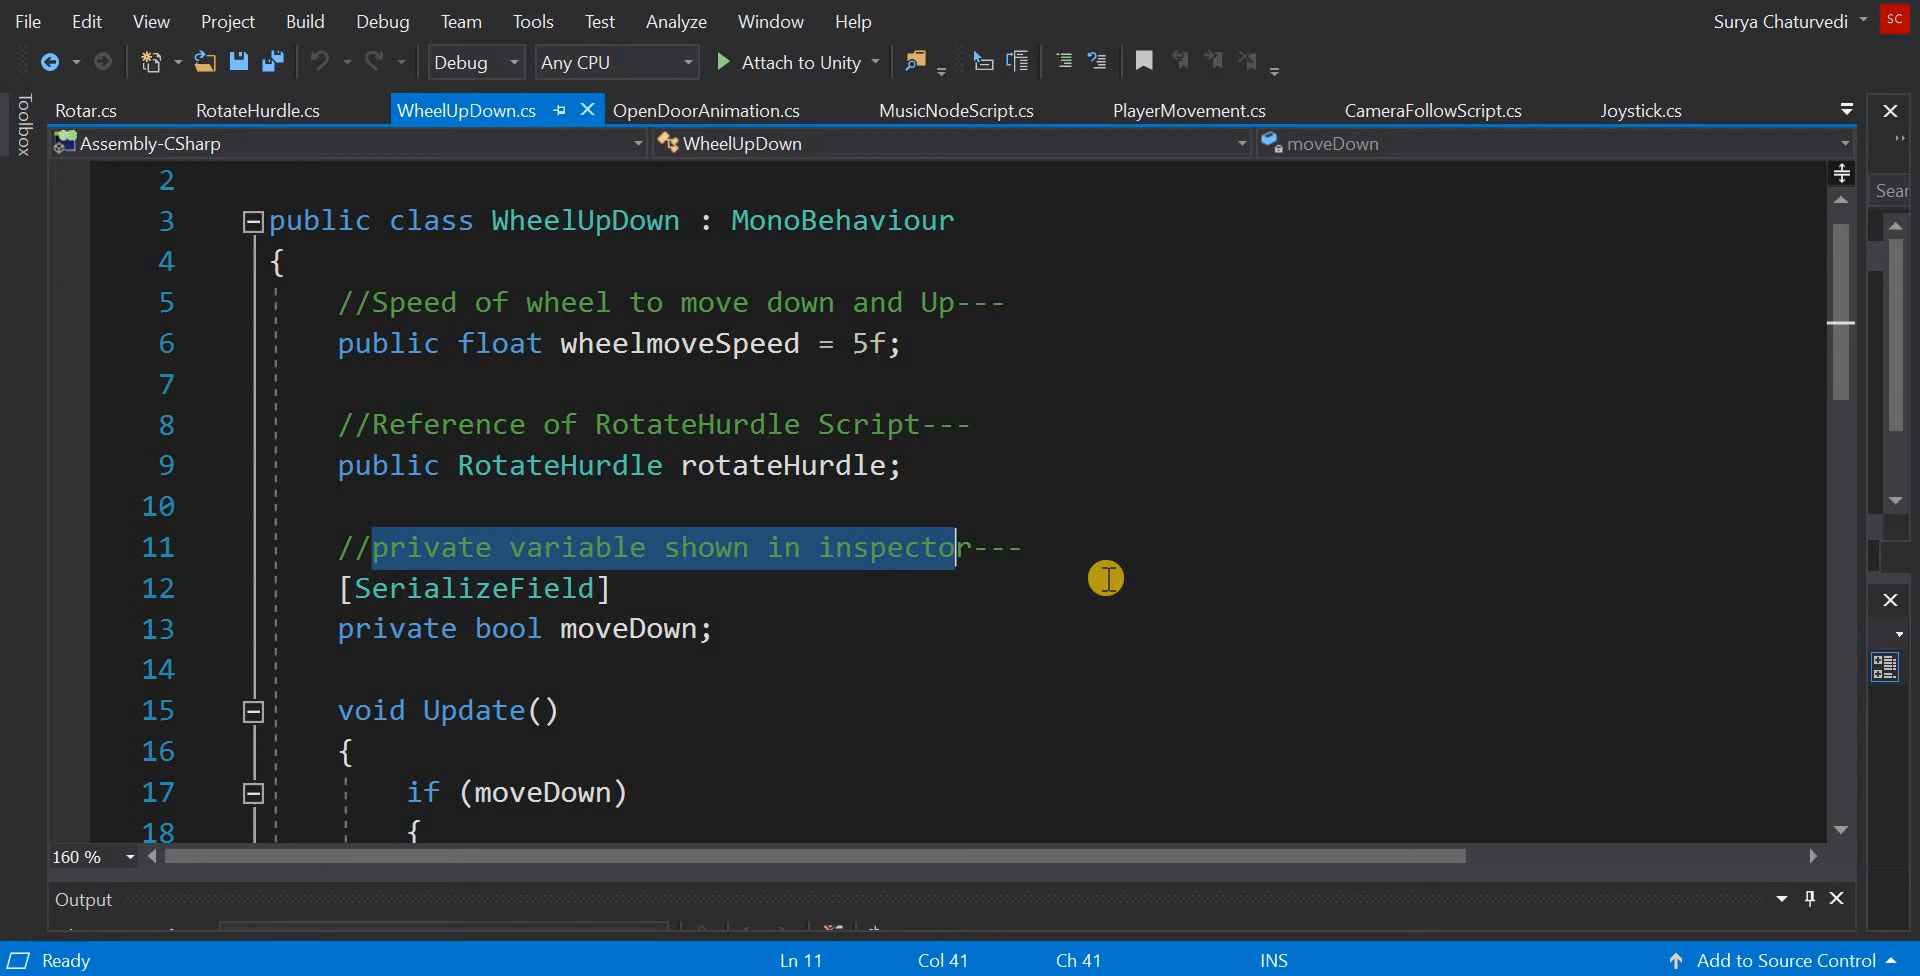 File Edit View Project Build Debug Team Tools Test Analyze Window Help Surya Chaturvedi SC
Debug Any CPU Attach to Unity
Toolbox
Rotar.cs RotateHurdle.cs WheelUpDown.cs OpenDoorAnimation.cs MusicNodeScript.cs PlayerMovement.cs CameraFollowScript.cs Joystick.cs
Assembly-CSharp WheelUpDown moveDown
Sear
2
3 public class WheelUpDown : MonoBehaviour
4 {
5 //Speed of wheel to move down and Up---
6 public float wheelmoveSpeed = 5f;
7
8 //Reference of RotateHurdle Script---
9 public RotateHurdle rotateHurdle;
10
11 //private variable shown in inspector---
12 [SerializeField]
13 private bool moveDown;
14
15 void Update()
16 {
17 if (moveDown)
18 {
160 %
Output
Ready Ln 11 Col 41 Ch 41 INS Add to Source Control